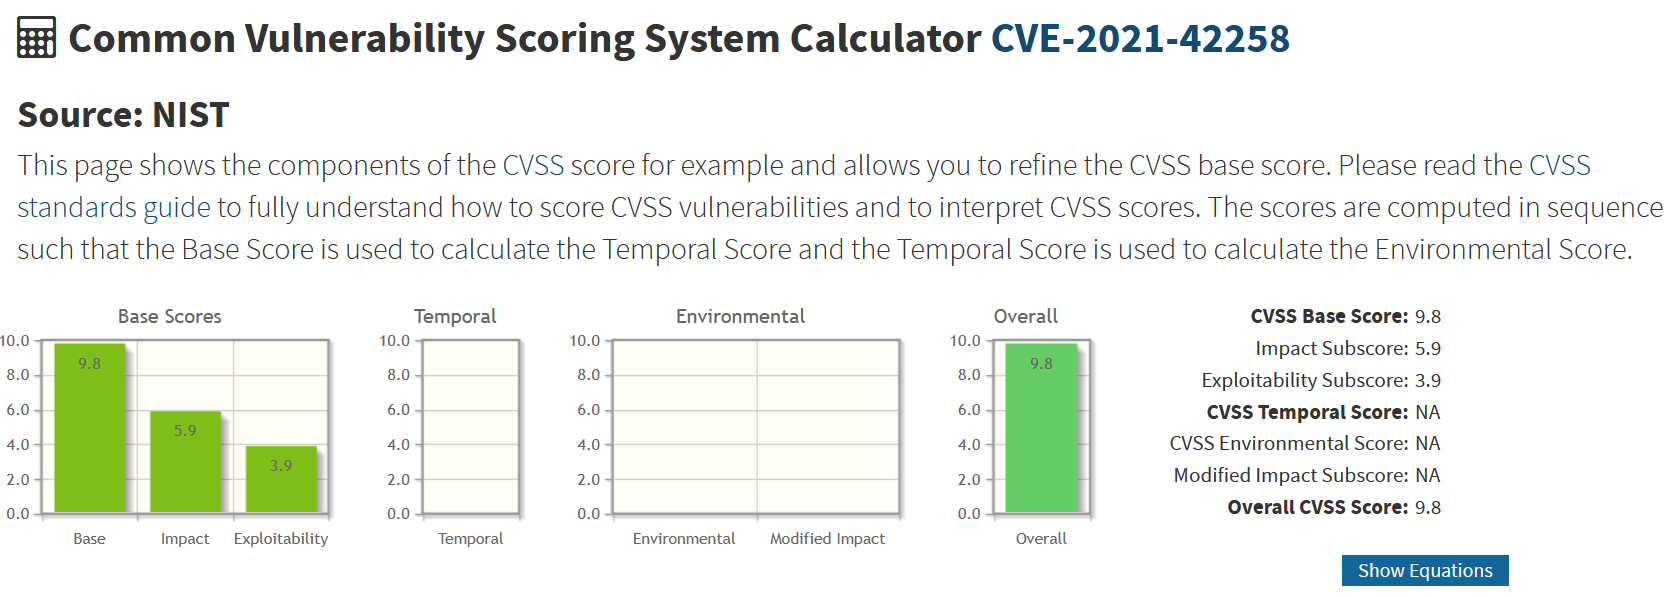 Common Vulnerability Scoring System Calculator CVE-2021-42258
Source: NIST
This page shows the components of the CVSS score for example and allows you to refine the CVSS base score. Please read the CVSS
standards guide to fully understand how to score CVSS vulnerabilities and to interpret CVSS scores. The scores are computed in sequence
such that the Base Score is used to calculate the Temporal Score and the Temporal Score is used to calculate the Environmental Score.
Base Scores
10.0
8.0
6.0
4.0
2.0
0.0
9.8
5.9
3.9
Base Impact Exploitability
Temporal
10.0
8.0
6.0
4.0
2.0
0.0
Temporal
Environmental
10.0
8.0
6.0
4.0
2.0
0.0
Environmental Modified Impact
Overall
10.0
8.0
6.0
4.0
2.0
0.0
9.8
Overall
CVSS Base Score: 9.8
Impact Subscore: 5.9
Exploitability Subscore: 3.9
CVSS Temporal Score: NA
CVSS Environmental Score: NA
Modified Impact Subscore: NA
Overall CVSS Score: 9.8
Show Equations